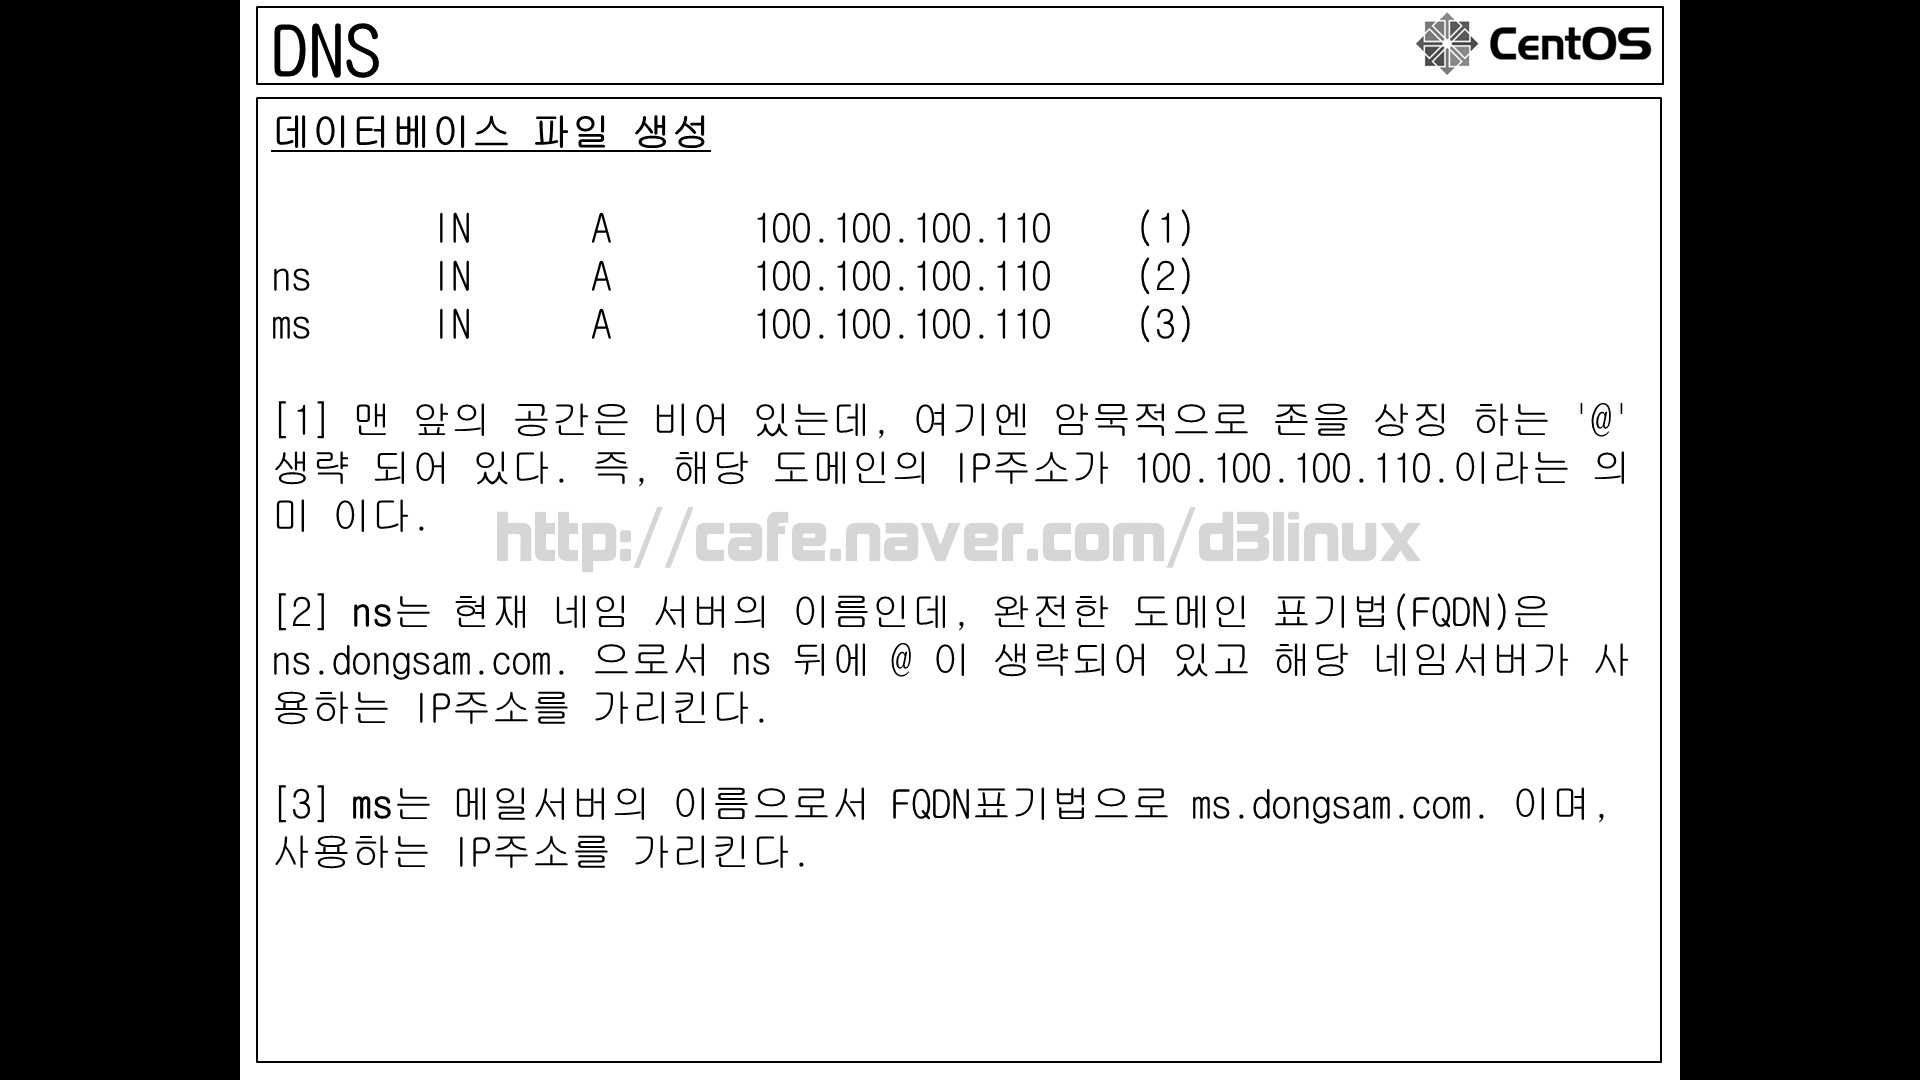 DNS
CentOS
데이터베이스 파일 생성
IN A 100.100.100.110 (1)
ns IN A 100.100.100.110 (2)
ms IN A 100.100.100.110 (3)
[1] 맨 앞의 공간은 비어 있는데, 여기엔 암묵적으로 존을 상징 하는 '@'
생략 되어 있다. 즉, 해당 도메인의 IP주소가 100.100.100.110.이라는 의
미 이다.
http://cafe.naver.com/d3linux
[2] ns는 현재 네임 서버의 이름인데, 완전한 도메인 표기법(FQDN)은
ns.dongsam.com. 으로서 ns 뒤에 @ 이 생략되어 있고 해당 네임서버가 사
용하는 IP주소를 가리킨다.
[3] ms는 메일서버의 이름으로서 FQDN표기법으로 ms.dongsam.com. 이며,
사용하는 IP주소를 가리킨다.